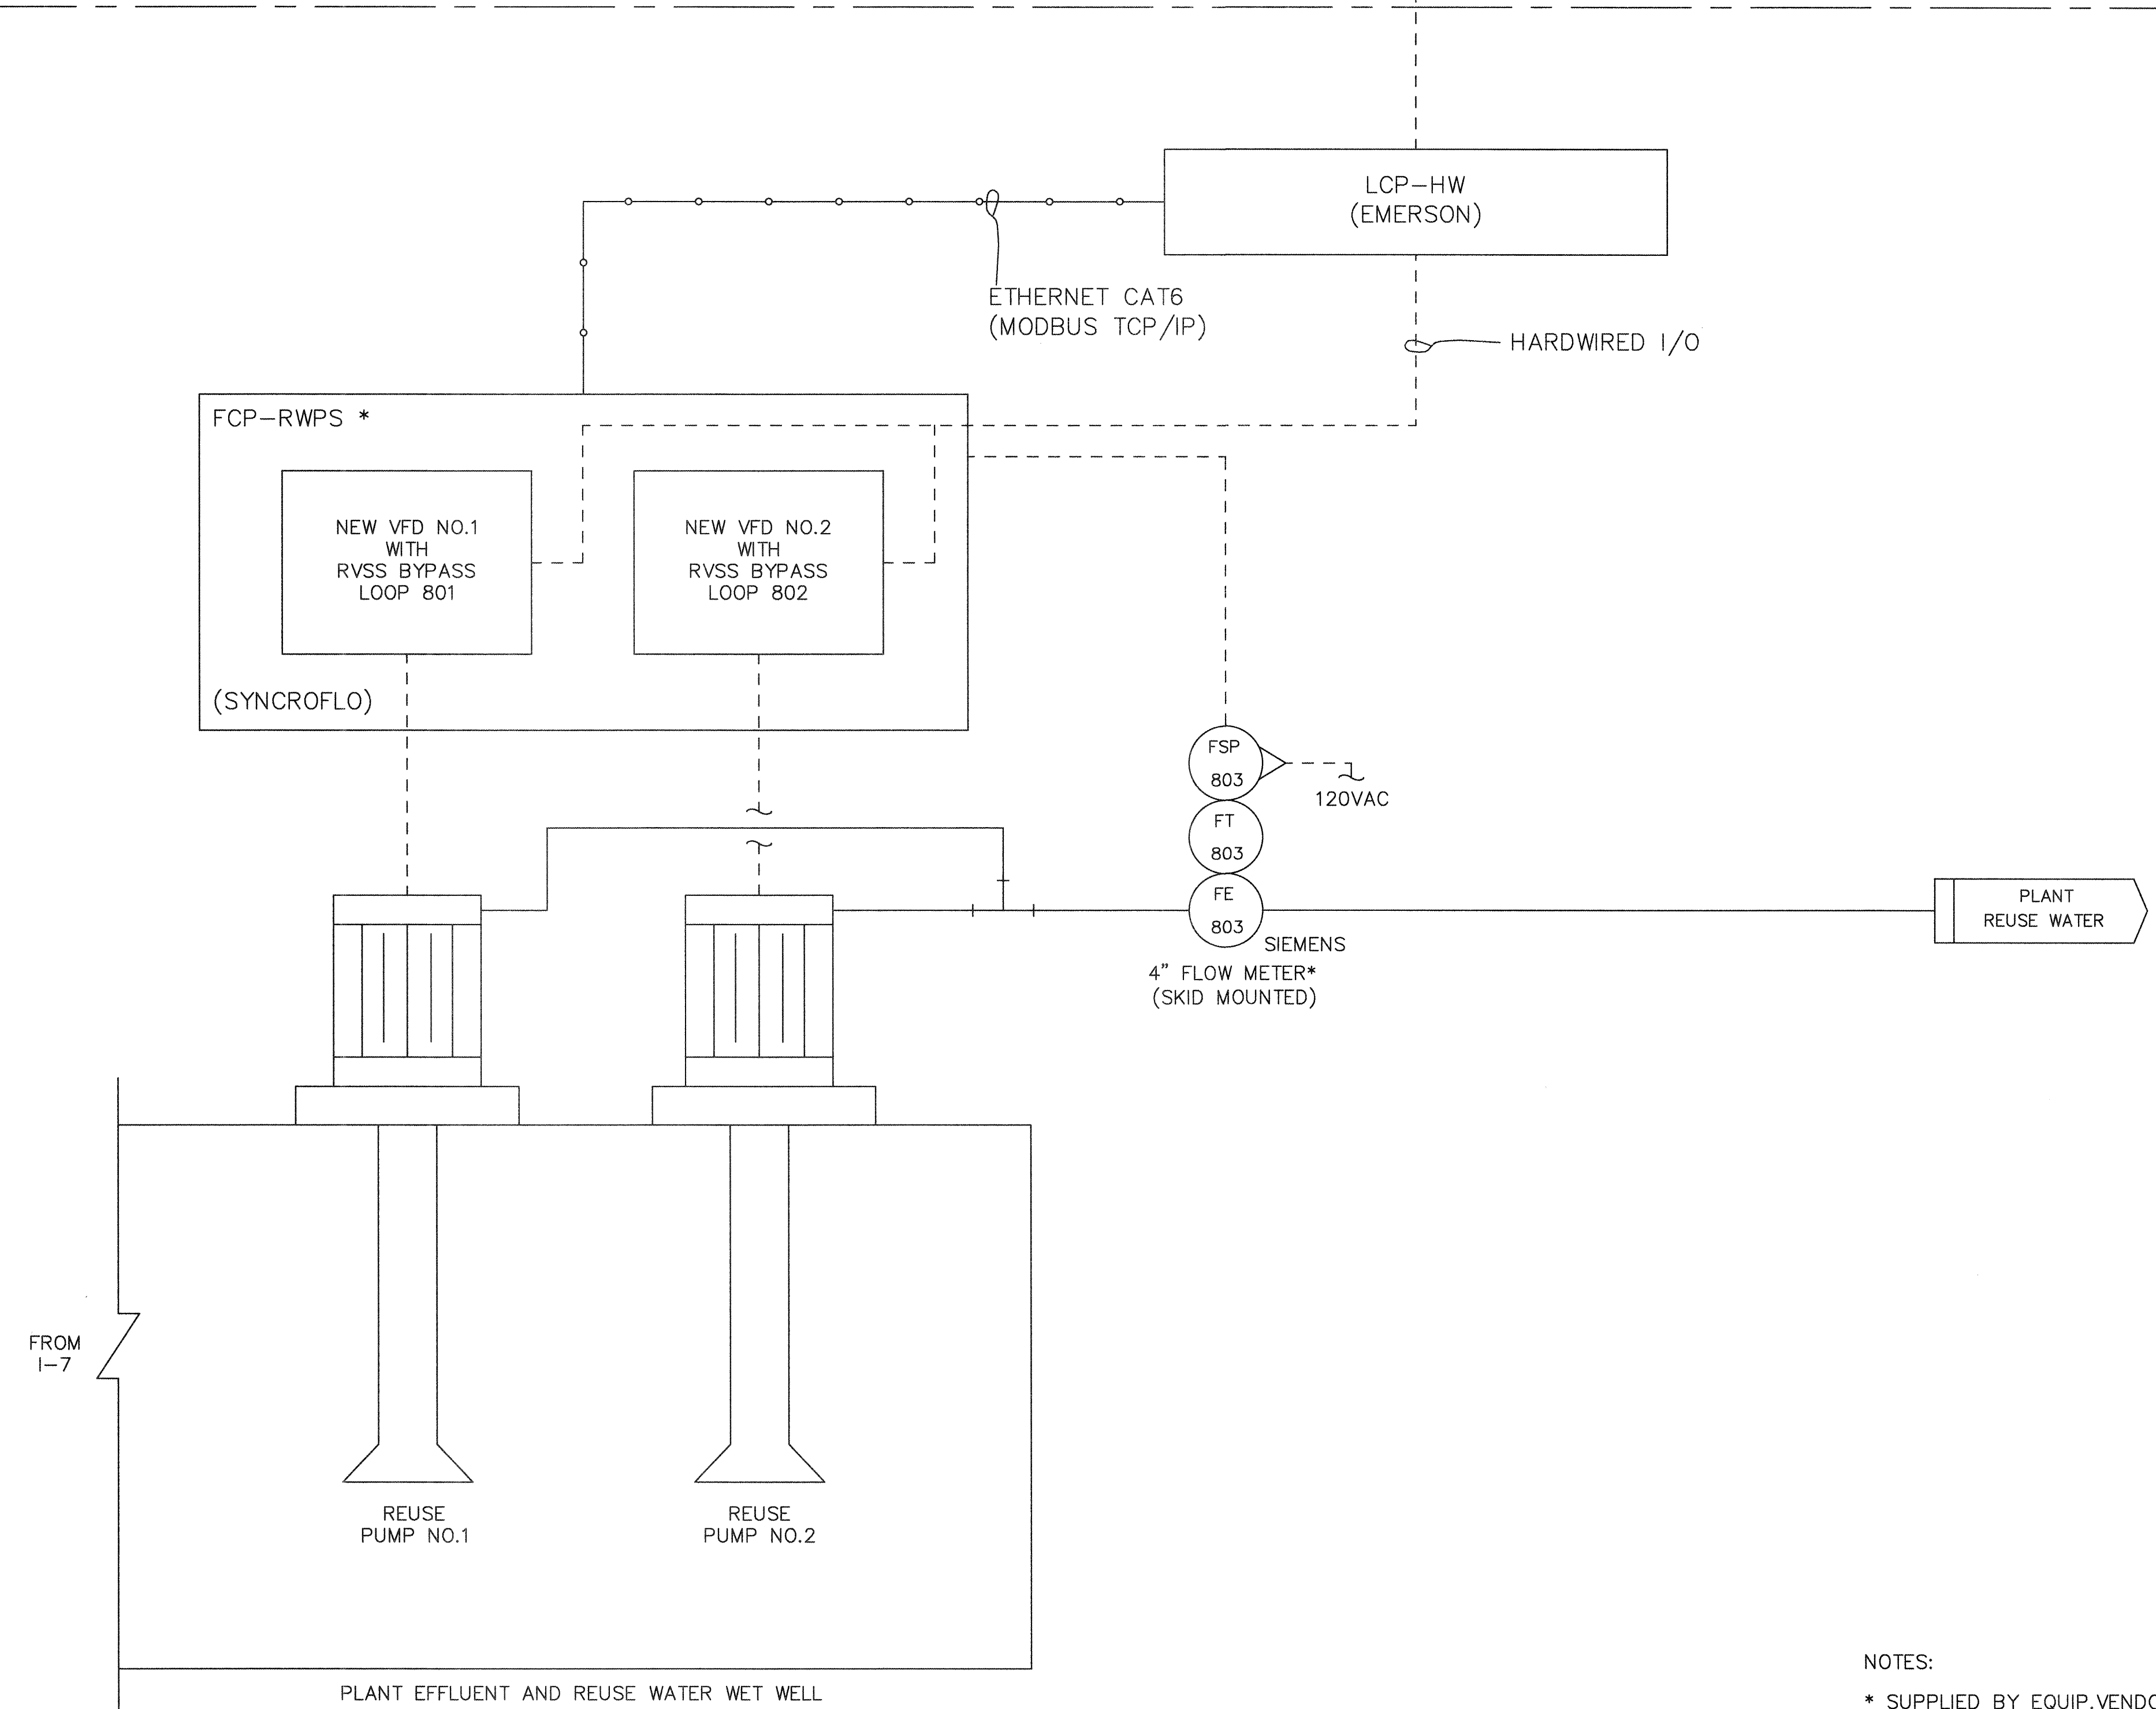 LCP-HW
(EMERSON)
ETHERNET CAT6
(MODBUS TCP/IP)
HARDWIRED I/O
FCP-RWPS *
NEW VFD NO.1
WITH
RVSS BYPASS
LOOP 801
NEW VFD NO.2
WITH
RVSS BYPASS
LOOP 802
(SYNCROFLO)
FSP
803
120VAC
FT
803
FE
803
SIEMENS
4" FLOW METER*
(SKID MOUNTED)
PLANT
REUSE WATER
FROM
I-7
REUSE
PUMP NO.1
REUSE
PUMP NO.2
PLANT EFFLUENT AND REUSE WATER WET WELL
NOTES:
* SUPPLIED BY EQUIP.